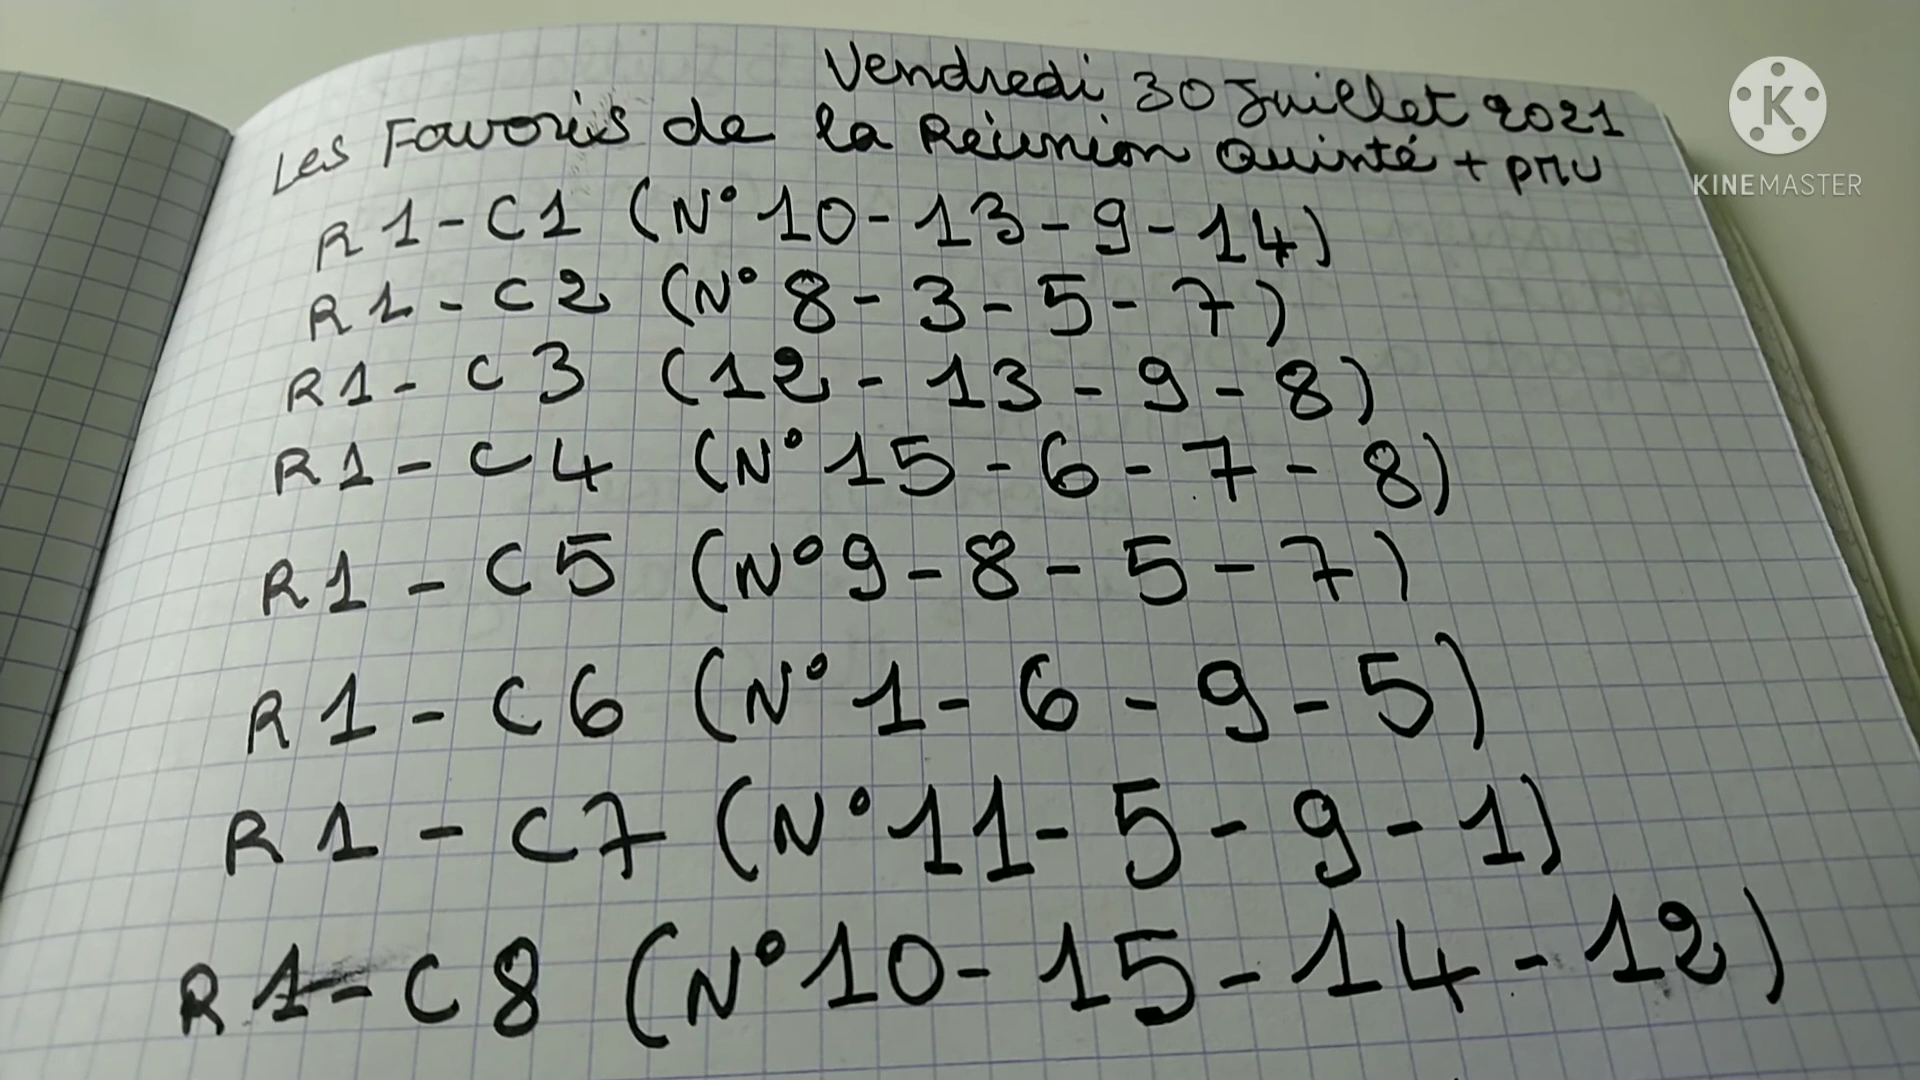 Vendredi 30 Juillet 2021
Les Favoris de la Réunion Quinté + PMU
R1-C1 (N° 10-13-9-14)
R1-C2 (N° 8-3-5-7)
R1-C3 (12-13-9-8)
R1-C4 (N° 15-6-7-8)
R1-C5 (N° 9-8-5-7)
R1-C6 (N° 1-6-9-5)
R1-C7 (N° 11-5-9-1)
R1-C8 (N° 10-15-14-12)
K
KINEMASTER